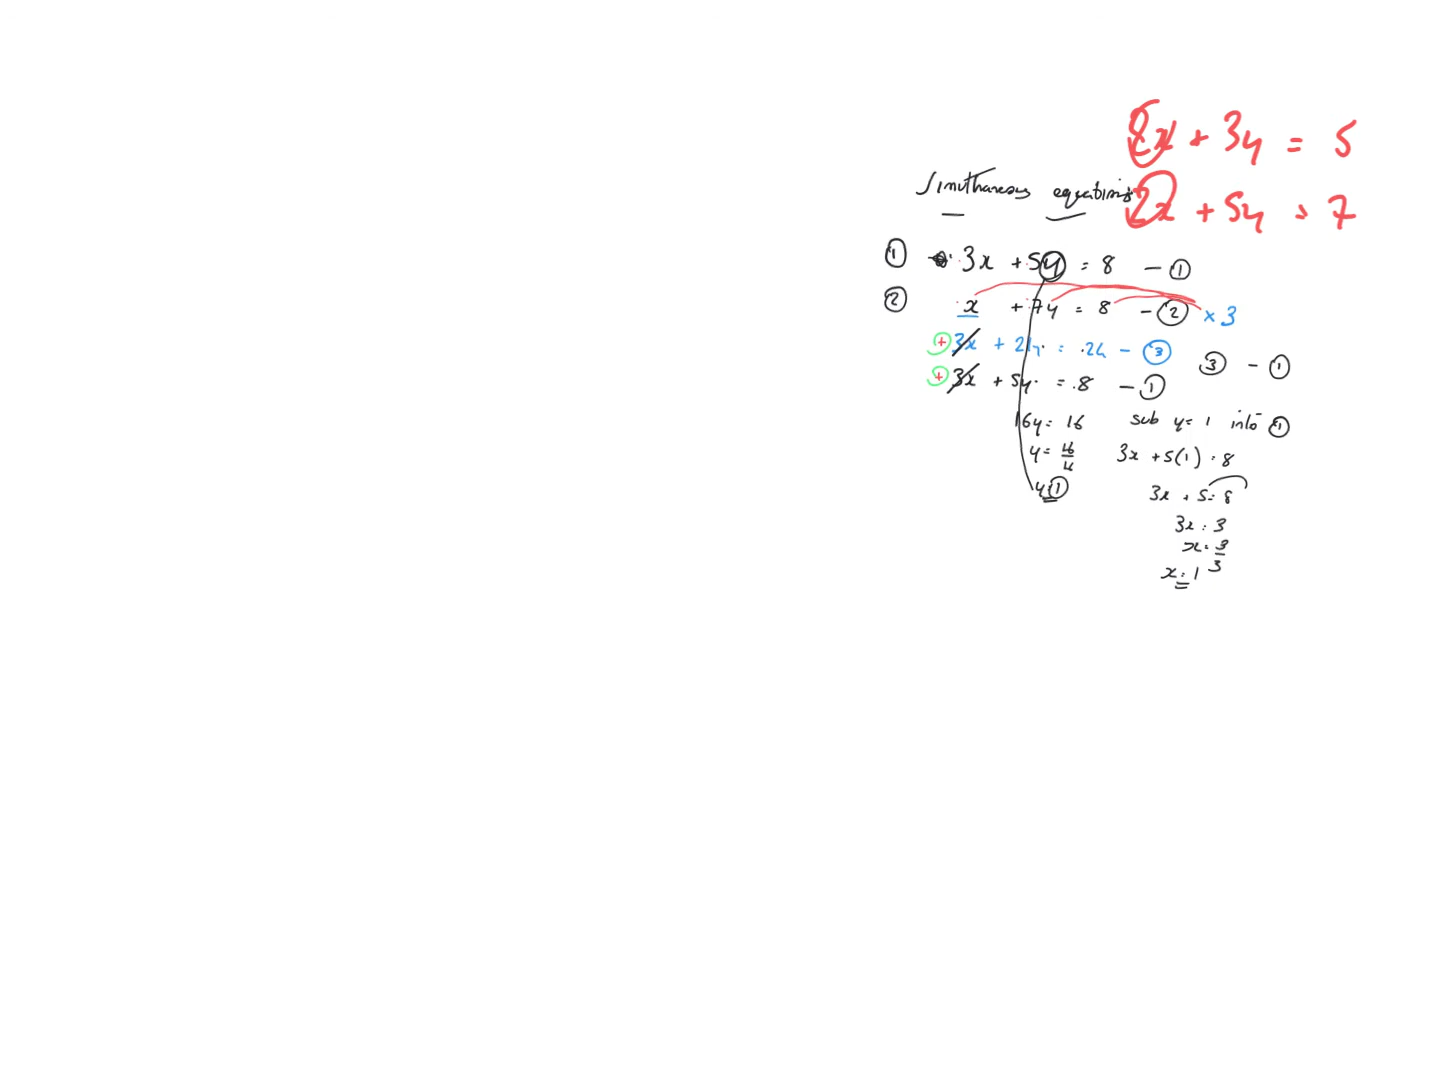 2x + 3y = 5
2x + 5y = 7
Simultaneous equations
① 3x + 5y = 8 - ①
② x + 7y = 8 - ② × 3
+ 3x + 21y = 24 - ③
③ - ①
+ 3x + 5y = 8 - ①
16y = 16 sub y = 1 into ①
y = 16/16 3x + 5(1) = 8
y = 1 3x + 5 = 8
3x = 3
x = 3/3
x = 1